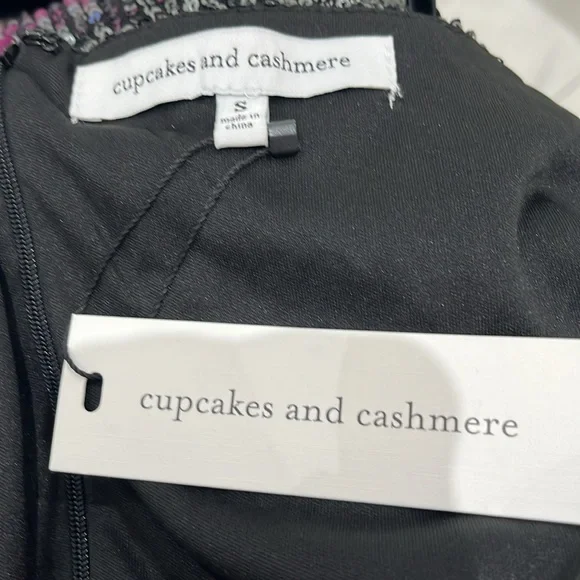 cupcakes and cashmere
S
made in
china
cupcakes and cashmere